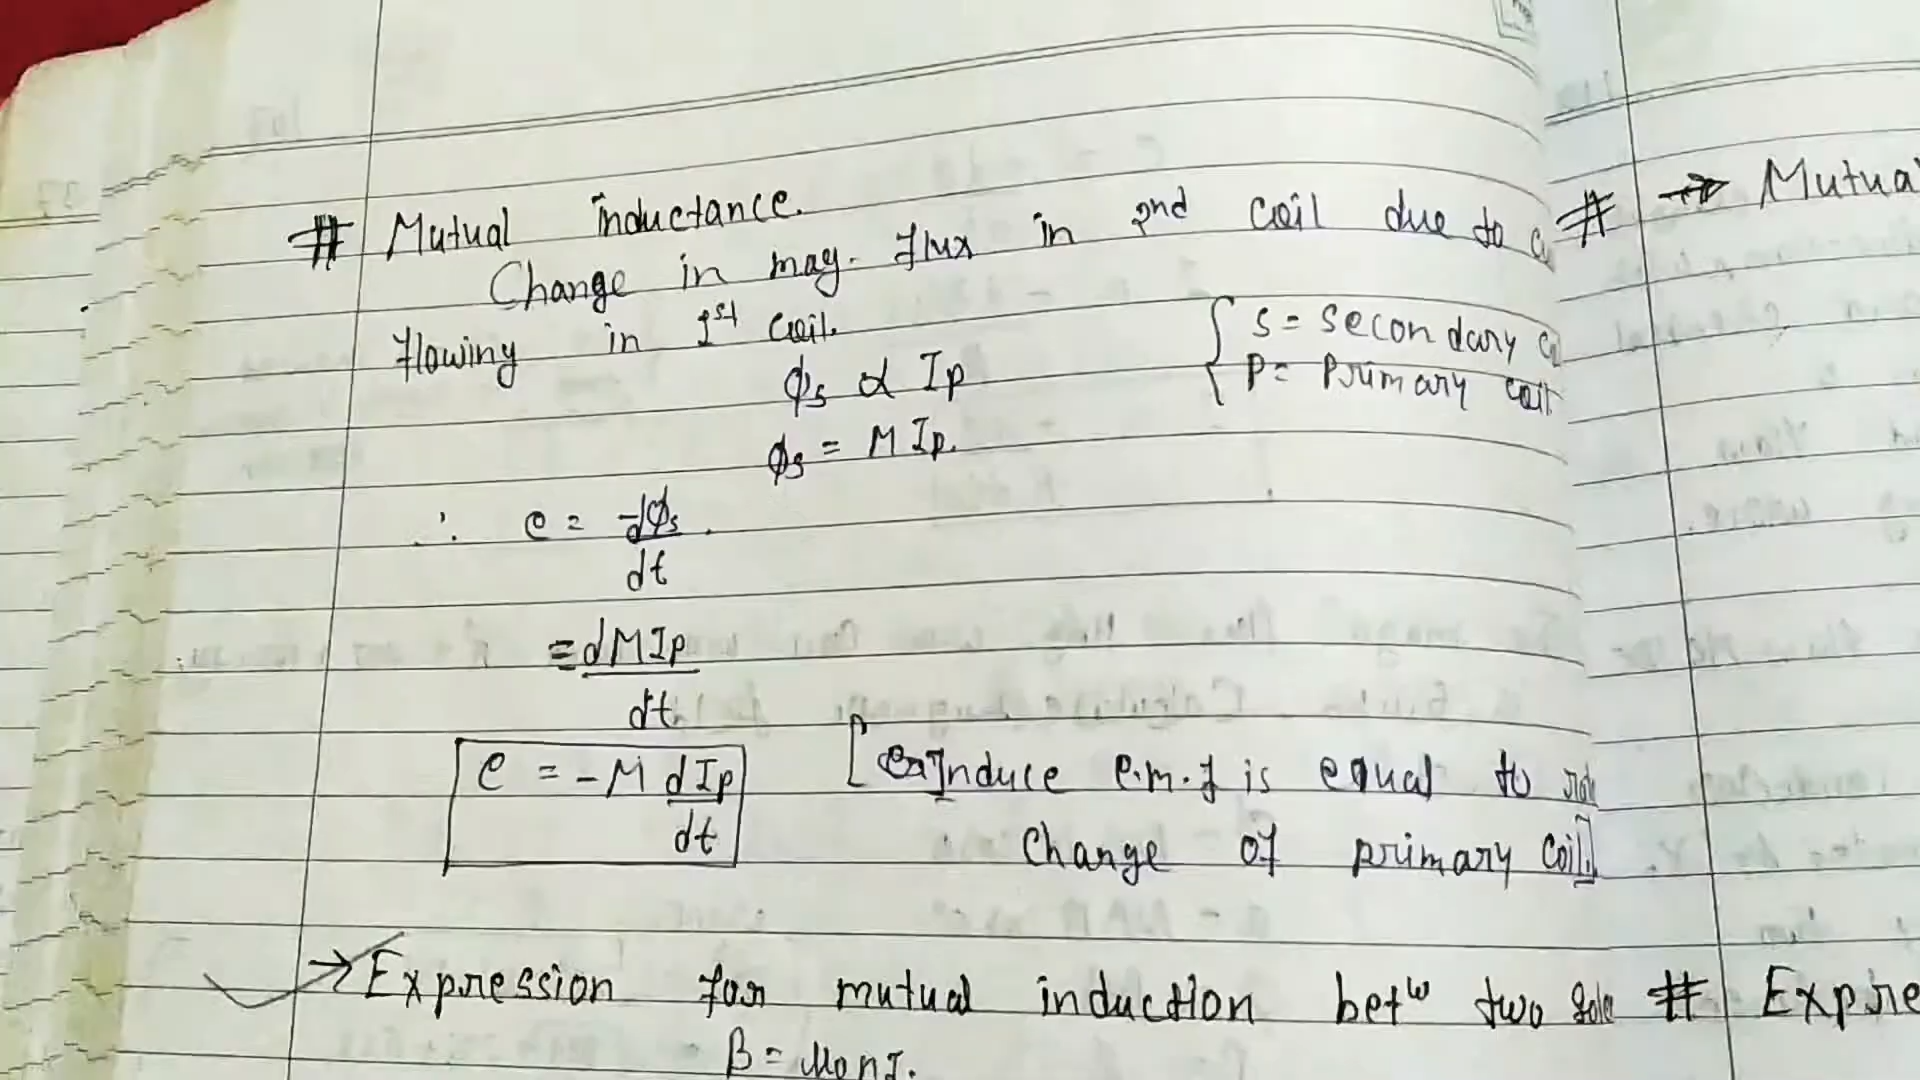 # Mutual inductance.
Change in mag. flux in 2nd coil due to
flowing in 1st coil.
{ S = Secondary
ϕs ∝ Ip
P = Primary coil
ϕs = M Ip.
∴ e = -dϕs
dt
= dMIp
dt
e = -M dIp
dt
[ Induce e.m.f is equal to
Change of primary coil]
→ Expression for mutual induction betw two
B = μ0nI.
# → Mutua
# Expre